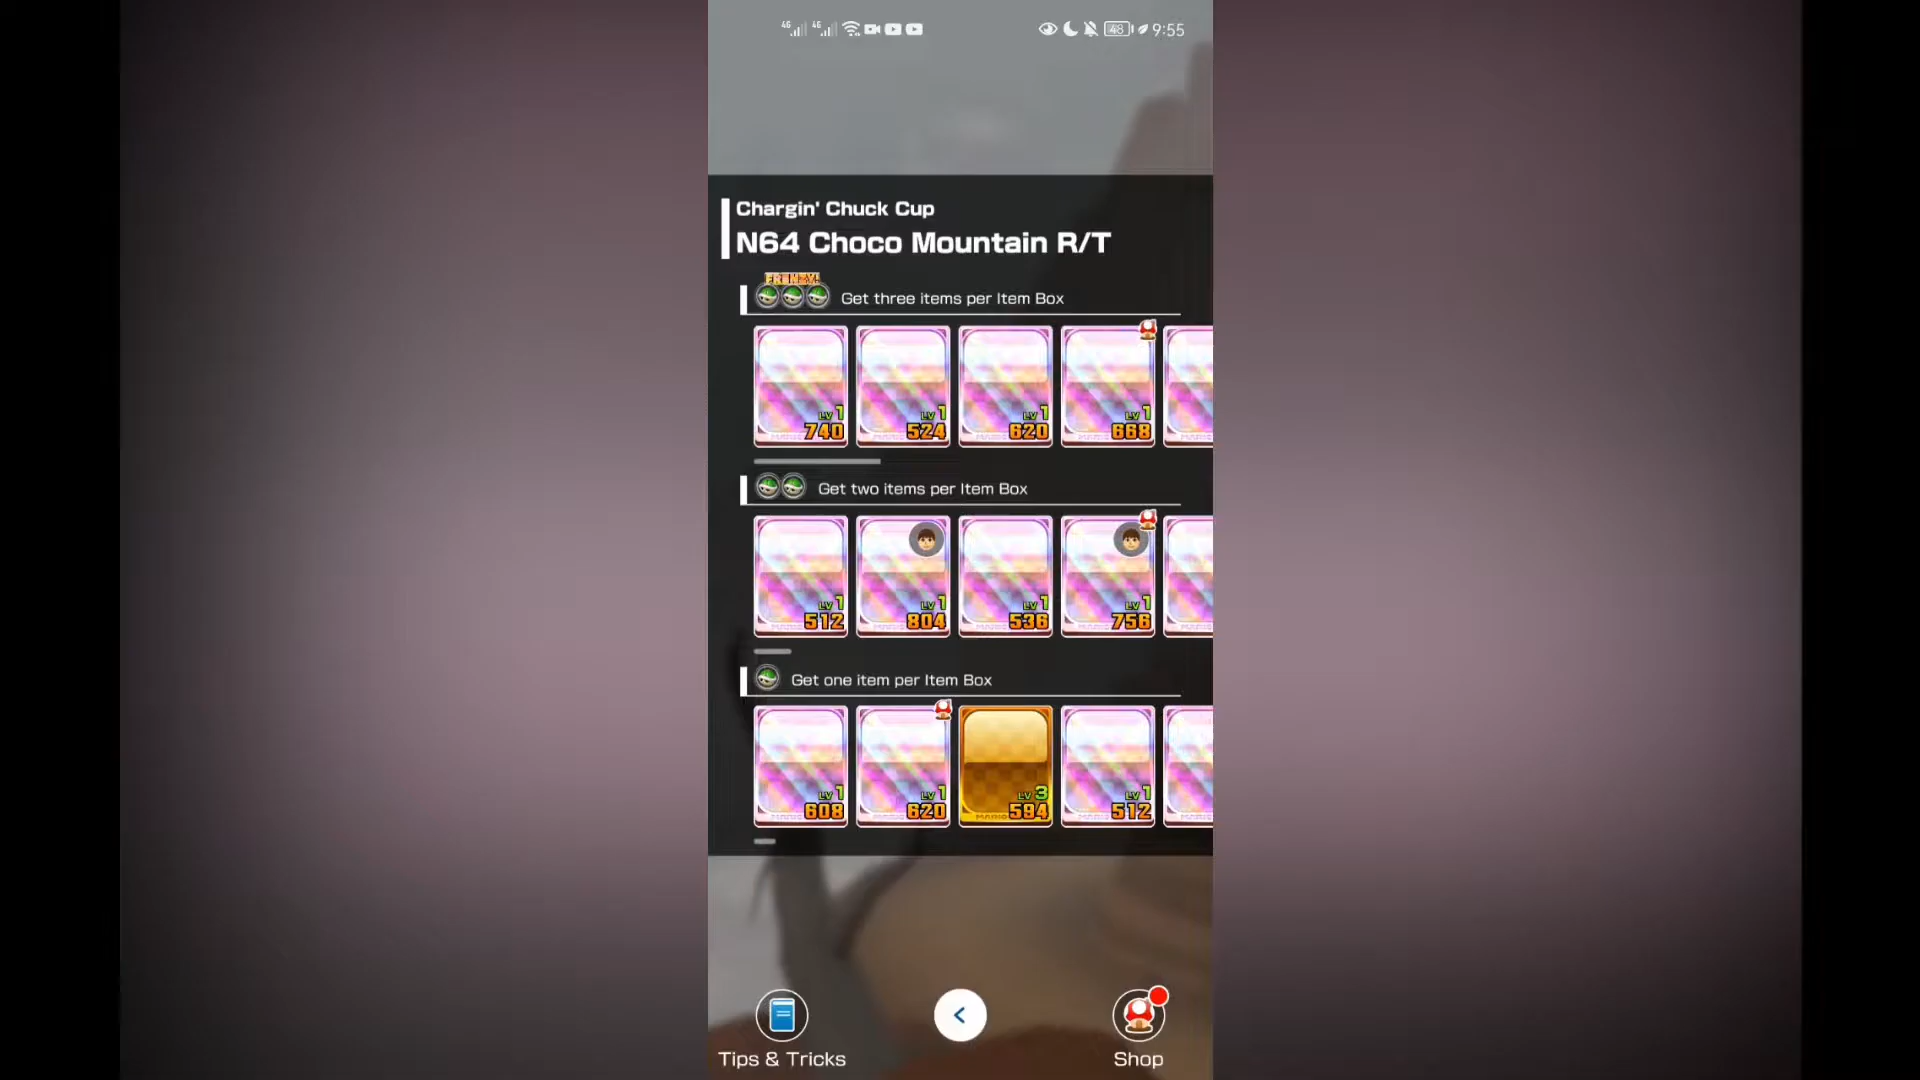 4G 4G 48 9:55
Chargin' Chuck Cup
N64 Choco Mountain R/T
FRENZY!
Get three items per Item Box
LV 1 LV 1 LV 1 LV 1
740 524 620 668
Get two items per Item Box
LV 1 LV 1 LV 1 LV 1
512 804 536 756
Get one item per Item Box
LV 1 LV 1 LV 3 LV 1
608 620 594 512
Tips & Tricks
Shop